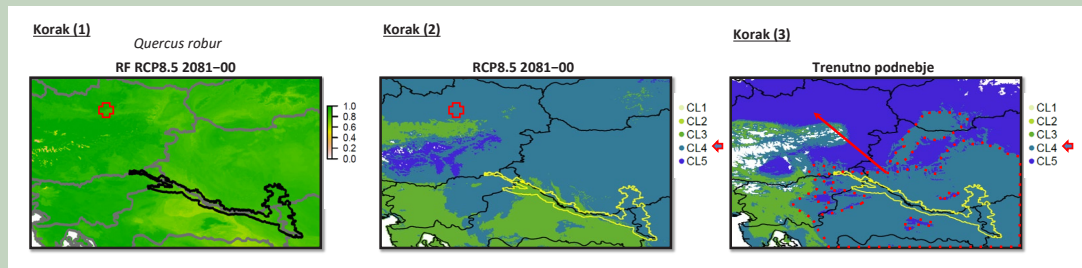 Korak (1)
Quercus robur
RF RCP8.5 2081–00
1.0
0.8
0.6
0.4
0.2
0.0
Korak (2)
RCP8.5 2081–00
CL1
CL2
CL3
CL4
CL5
Korak (3)
Trenutno podnebje
CL1
CL2
CL3
CL4
CL5